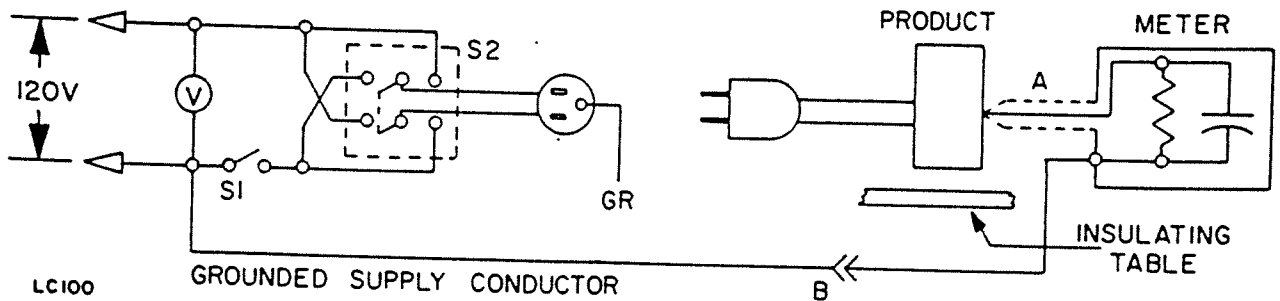 PRODUCT
METER
S2
A
120V
V
S1
GR
INSULATING
TABLE
GROUNDED SUPPLY CONDUCTOR
B
LC100